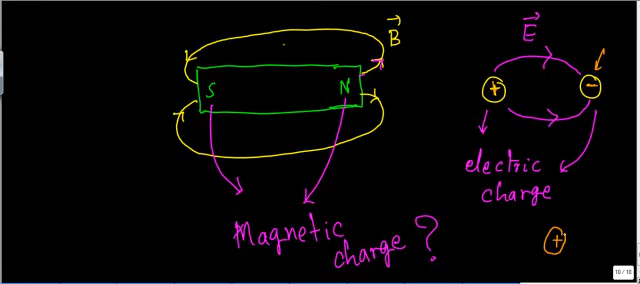 B
E
S
N
+
−
electric
charge
Magnetic
charge ?
+
10 / 10